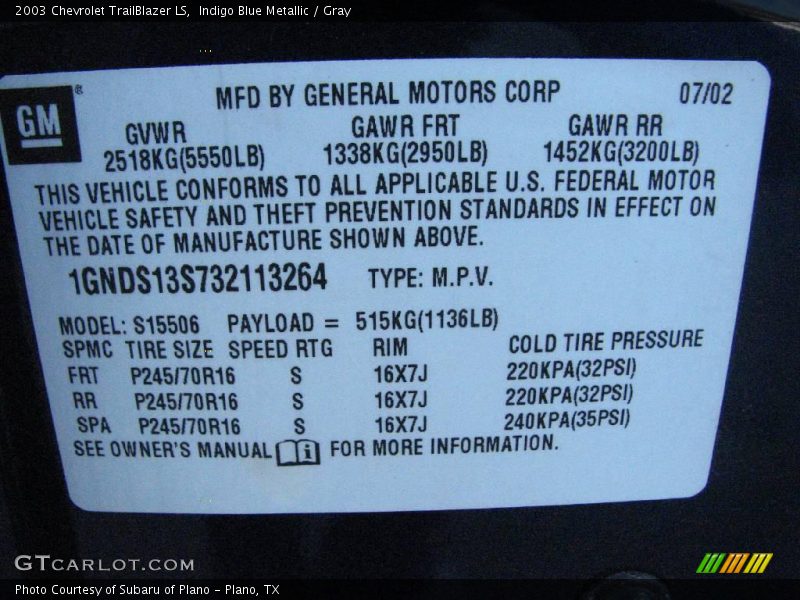 2003 Chevrolet TrailBlazer LS,  Indigo Blue Metallic / Gray
GM® MFD BY GENERAL MOTORS CORP 07/02
GVWR GAWR FRT GAWR RR
2518KG(5550LB) 1338KG(2950LB) 1452KG(3200LB)
THIS VEHICLE CONFORMS TO ALL APPLICABLE U.S. FEDERAL MOTOR
VEHICLE SAFETY AND THEFT PREVENTION STANDARDS IN EFFECT ON
THE DATE OF MANUFACTURE SHOWN ABOVE.
1GNDS13S732113264 TYPE: M.P.V.
MODEL: S15506 PAYLOAD = 515KG(1136LB)
SPMC TIRE SIZE SPEED RTG RIM COLD TIRE PRESSURE
FRT P245/70R16 S 16X7J 220KPA(32PSI)
RR P245/70R16 S 16X7J 220KPA(32PSI)
SPA P245/70R16 S 16X7J 240KPA(35PSI)
SEE OWNER'S MANUAL i FOR MORE INFORMATION.
GTCARLOT.COM
Photo Courtesy of Subaru of Plano - Plano, TX